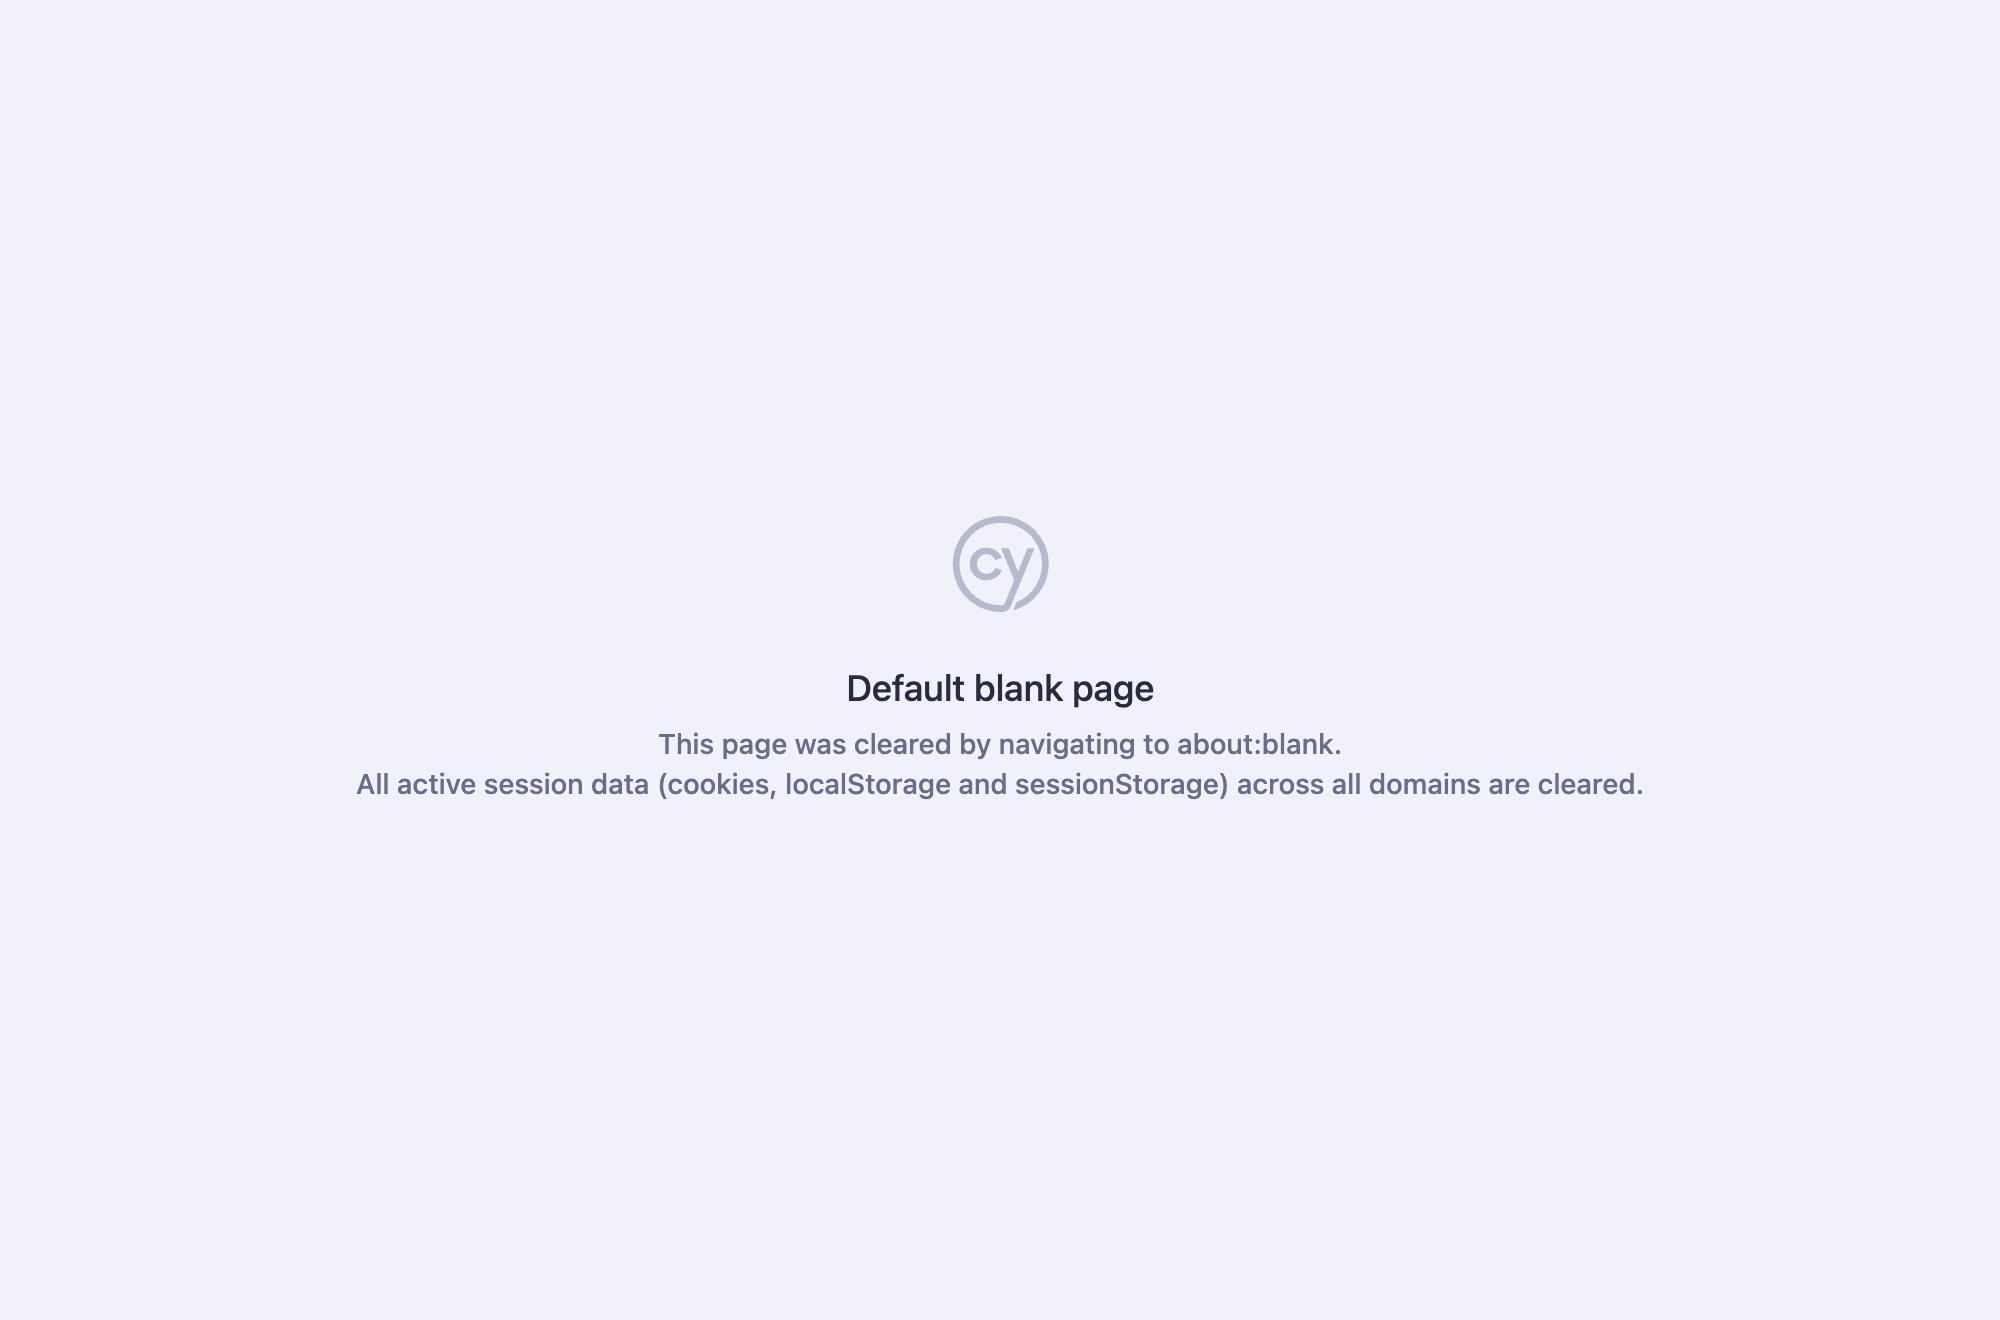 cy
Default blank page
This page was cleared by navigating to about:blank.
All active session data (cookies, localStorage and sessionStorage) across all domains are cleared.